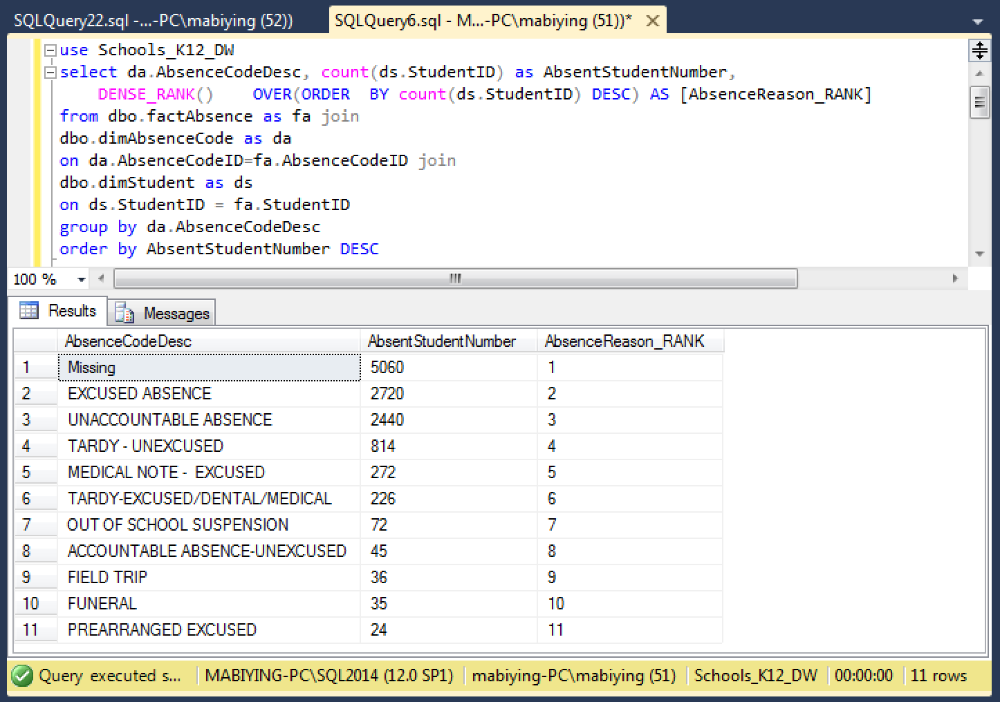 SQLQuery22.sql -...-PC\mabiying (52))
SQLQuery6.sql - M...-PC\mabiying (51))*
use Schools_K12_DW
select da.AbsenceCodeDesc, count(ds.StudentID) as AbsentStudentNumber,
DENSE_RANK() OVER(ORDER BY count(ds.StudentID) DESC) AS [AbsenceReason_RANK]
from dbo.factAbsence as fa join
dbo.dimAbsenceCode as da
on da.AbsenceCodeID=fa.AbsenceCodeID join
dbo.dimStudent as ds
on ds.StudentID = fa.StudentID
group by da.AbsenceCodeDesc
order by AbsentStudentNumber DESC
100 %
Results Messages
AbsenceCodeDesc AbsentStudentNumber AbsenceReason_RANK
1 Missing 5060 1
2 EXCUSED ABSENCE 2720 2
3 UNACCOUNTABLE ABSENCE 2440 3
4 TARDY - UNEXCUSED 814 4
5 MEDICAL NOTE - EXCUSED 272 5
6 TARDY-EXCUSED/DENTAL/MEDICAL 226 6
7 OUT OF SCHOOL SUSPENSION 72 7
8 ACCOUNTABLE ABSENCE-UNEXCUSED 45 8
9 FIELD TRIP 36 9
10 FUNERAL 35 10
11 PREARRANGED EXCUSED 24 11
Query executed s... MABIYING-PC\SQL2014 (12.0 SP1) mabiying-PC\mabiying (51) Schools_K12_DW 00:00:00 11 rows